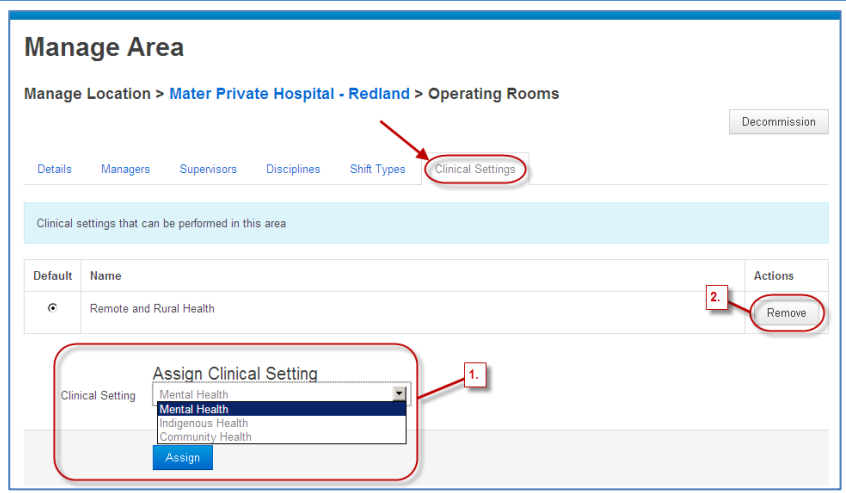 Manage Area
Manage Location > Mater Private Hospital - Redland > Operating Rooms
Decommission
Details Managers Supervisors Disciplines Shift Types Clinical Settings
Clinical settings that can be performed in this area
Default Name Actions
Remote and Rural Health 2. Remove
Assign Clinical Setting 1.
Clinical Setting Mental Health
Mental Health
Indigenous Health
Community Health
Assign